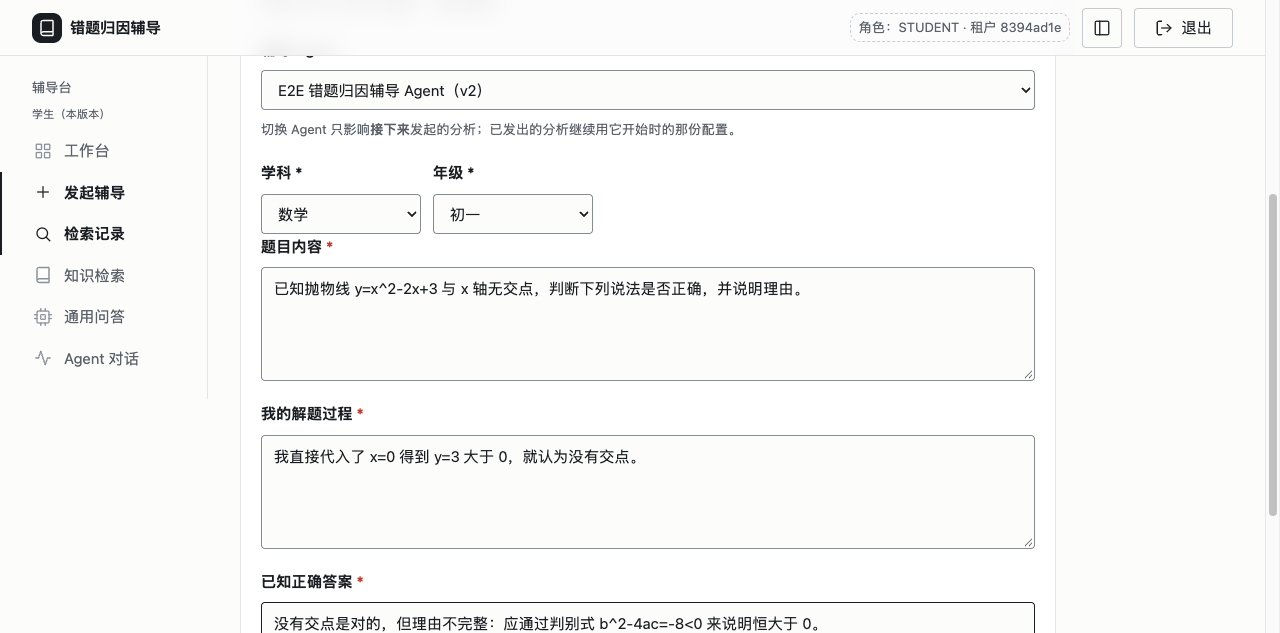 错题归因辅导
角色：STUDENT · 租户 8394ad1e
退出
辅导台
学生（本版本）
工作台
发起辅导
检索记录
知识检索
通用问答
Agent 对话
E2E 错题归因辅导 Agent（v2）
切换 Agent 只影响接下来发起的分析；已发出的分析继续用它开始时的那份配置。
学科 *
年级 *
数学
初一
题目内容 *
已知抛物线 y=x^2-2x+3 与 x 轴无交点，判断下列说法是否正确，并说明理由。
我的解题过程 *
我直接代入了 x=0 得到 y=3 大于 0，就认为没有交点。
已知正确答案 *
没有交点是对的，但理由不完整：应通过判别式 b^2-4ac=-8<0 来说明恒大于 0。